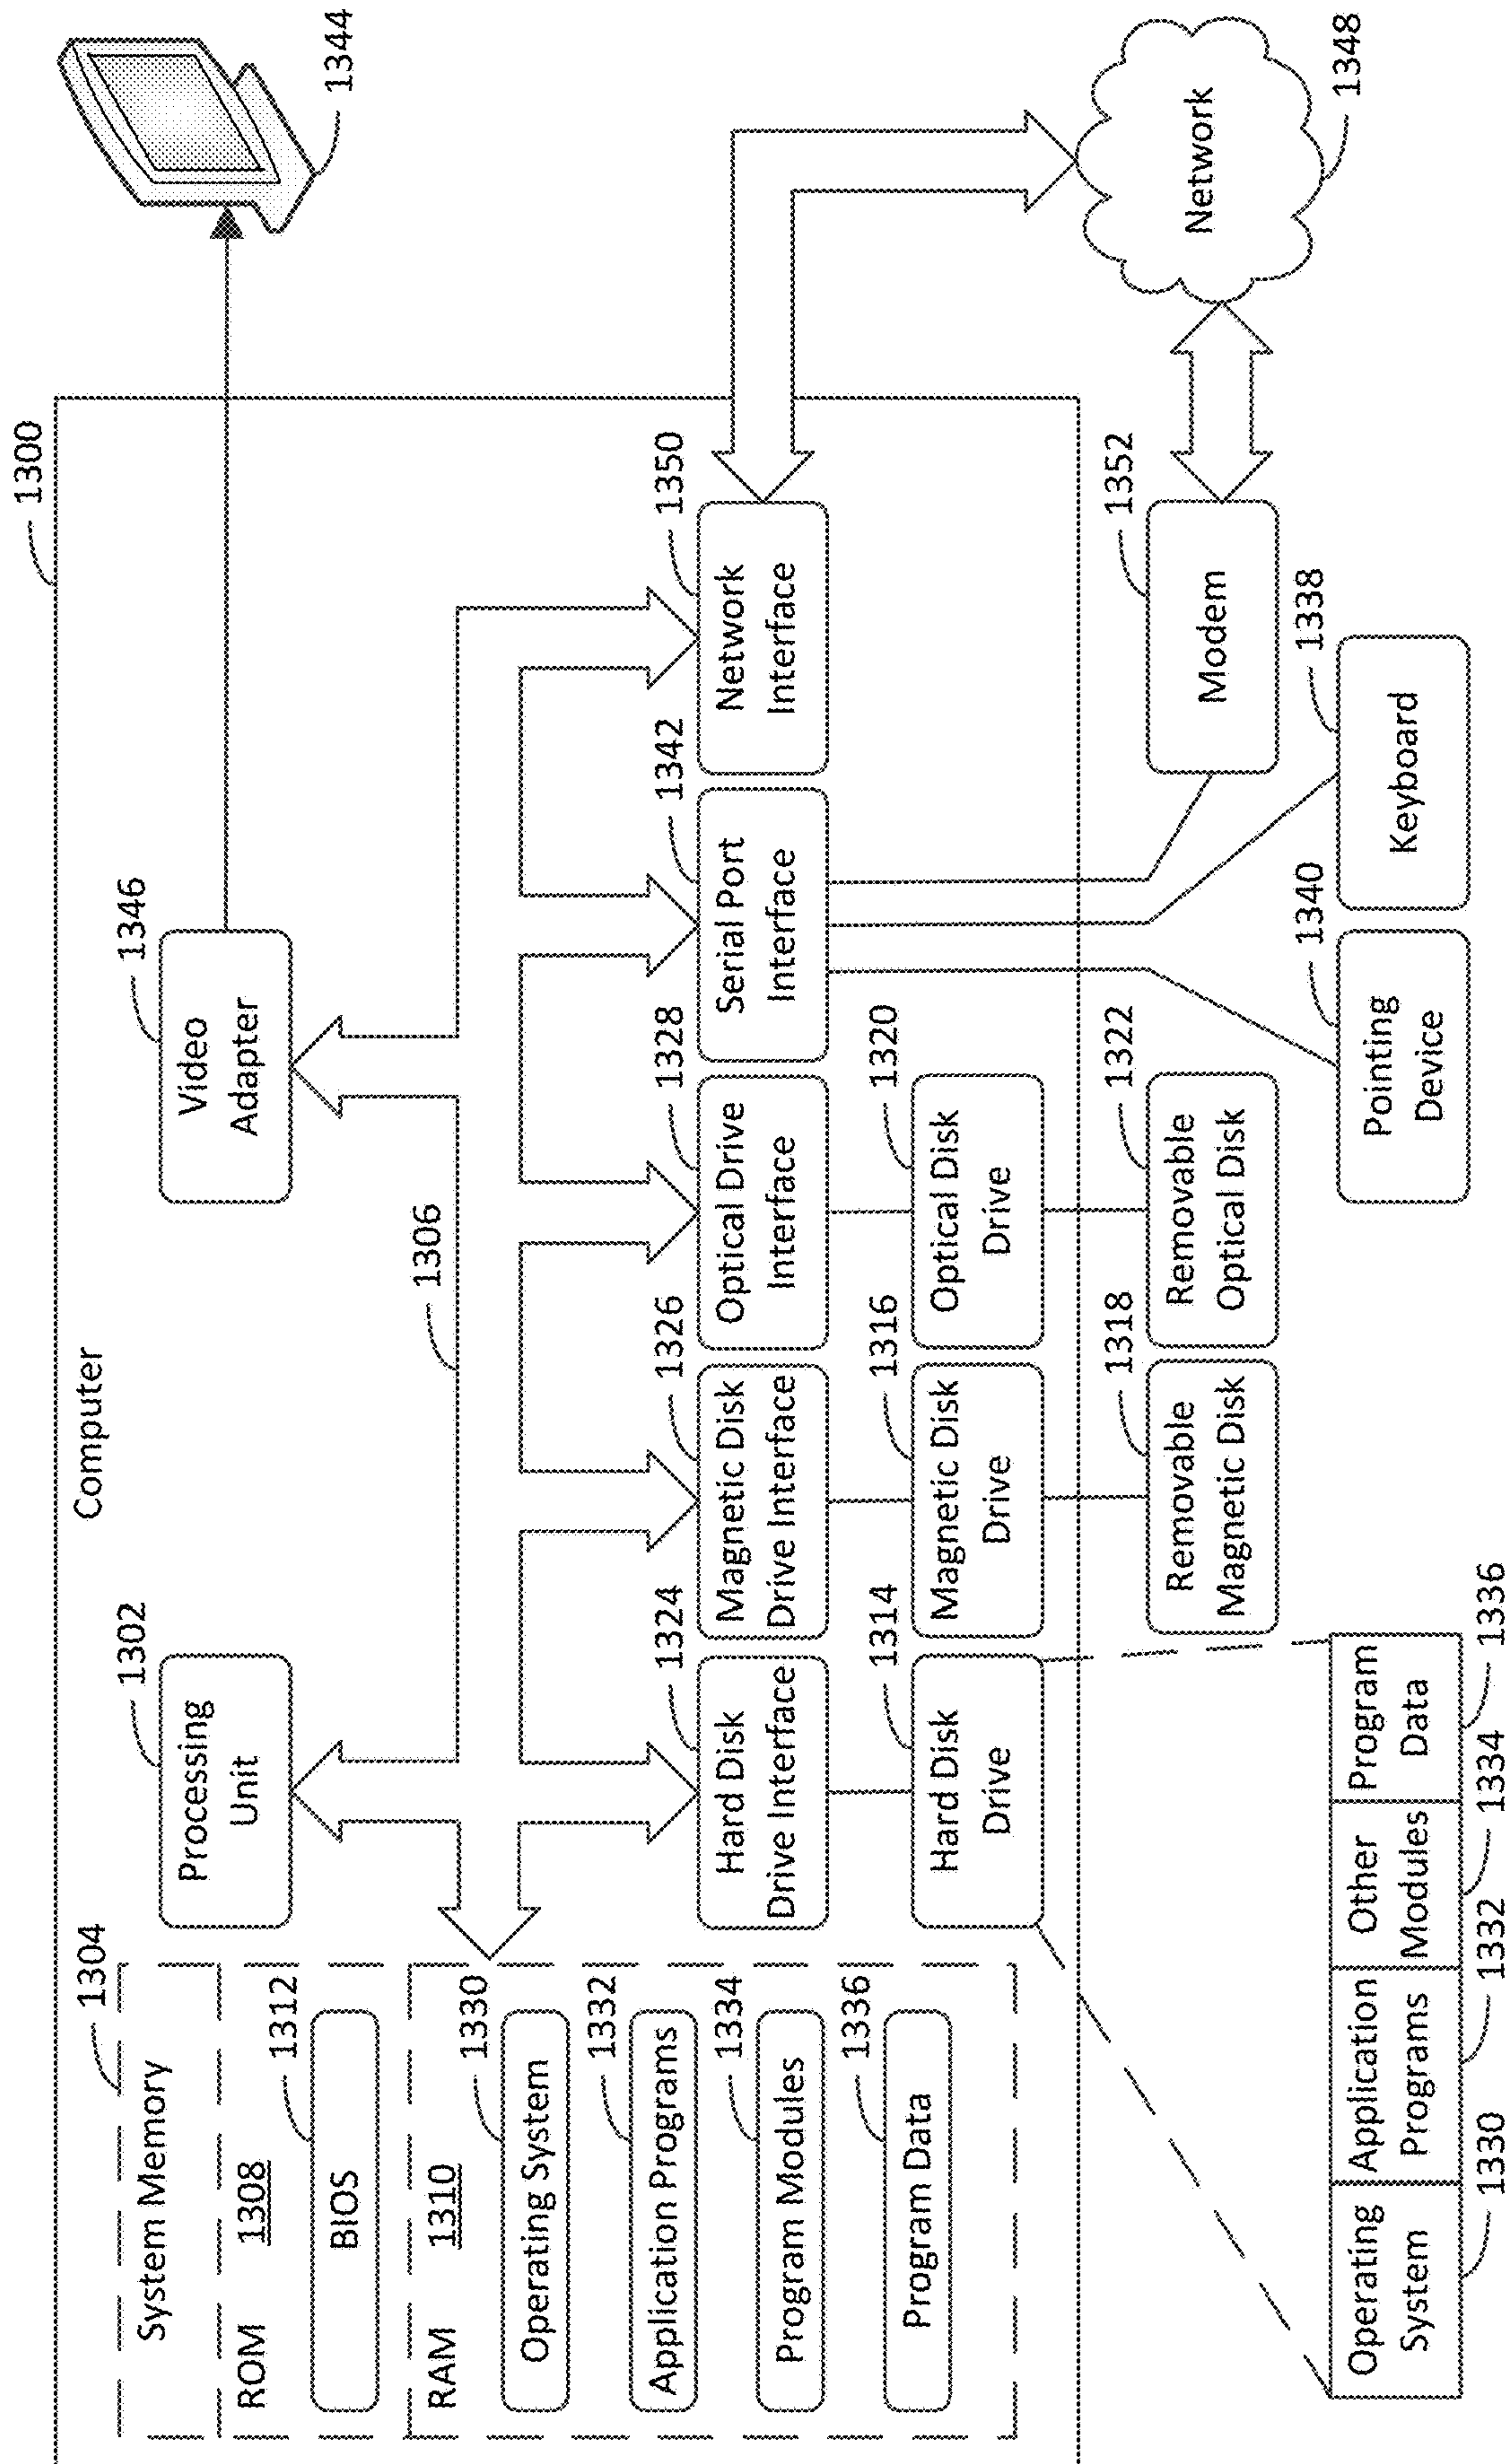 1300
Computer
1304
System Memory
ROM 1308
1312
BIOS
RAM 1310
1330
Operating System
1332
Application Programs
1334
Program Modules
1336
Program Data
1302
Processing
Unit
1346
Video
Adapter
1344
1306
1324
Hard Disk
Drive Interface
1326
Magnetic Disk
Drive Interface
1328
Optical Drive
Interface
1342
Serial Port
Interface
1350
Network
Interface
1314
Hard Disk
Drive
1316
Magnetic Disk
Drive
1320
Optical Disk
Drive
1318
Removable
Magnetic Disk
1322
Removable
Optical Disk
1352
Modem
Network
1348
1340
Pointing
Device
1338
Keyboard
Operating
System
Application
Programs
Other
Modules
Program
Data
1330
1332
1334
1336